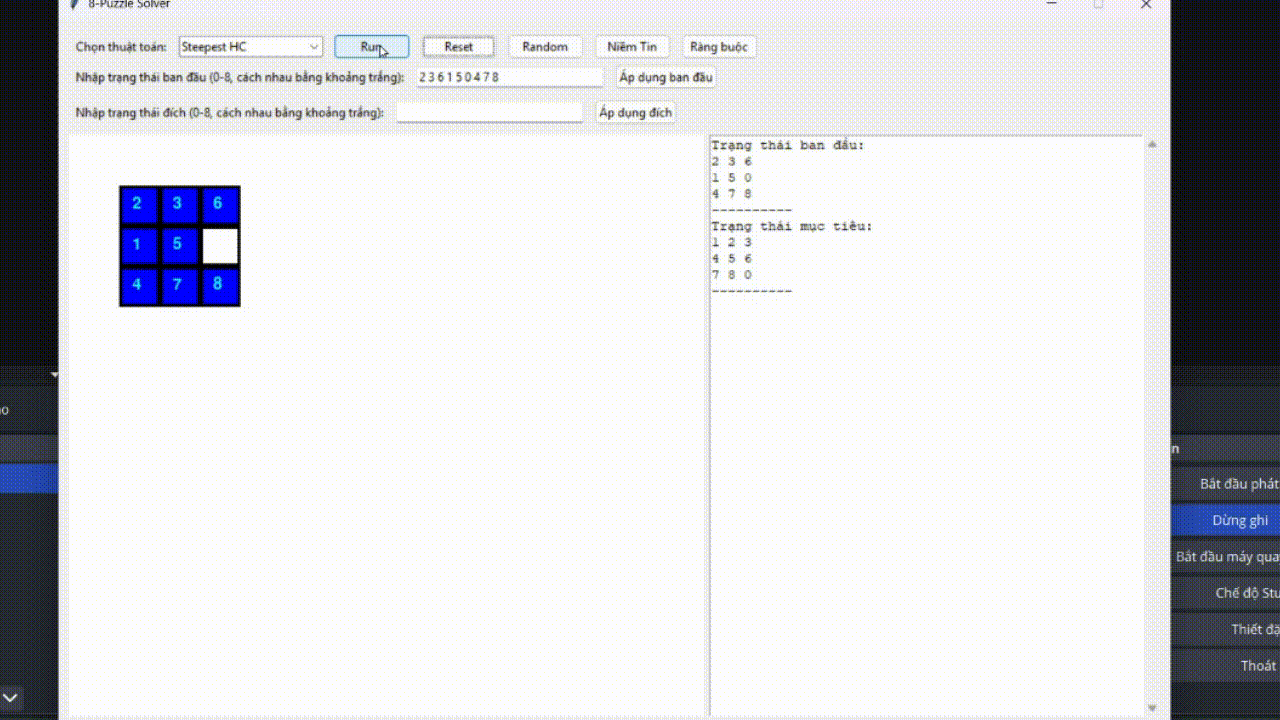 8-Puzzle Solver
Chọn thuật toán: Steepest HC Run Reset Random Niềm Tin Ràng buộc
Nhập trạng thái ban đầu (0-8, cách nhau bằng khoảng trắng): 2 3 6 1 5 0 4 7 8 Áp dụng ban đầu
Nhập trạng thái đích (0-8, cách nhau bằng khoảng trắng): Áp dụng đích
2 3 6
1 5
4 7 8
Trạng thái ban đầu:
2 3 6
1 5 0
4 7 8
----------
Trạng thái mục tiêu:
1 2 3
4 5 6
7 8 0
----------
Bắt đầu phát
Dừng ghi
Bắt đầu máy qua
Chế độ Stu
Thiết đặ
Thoát